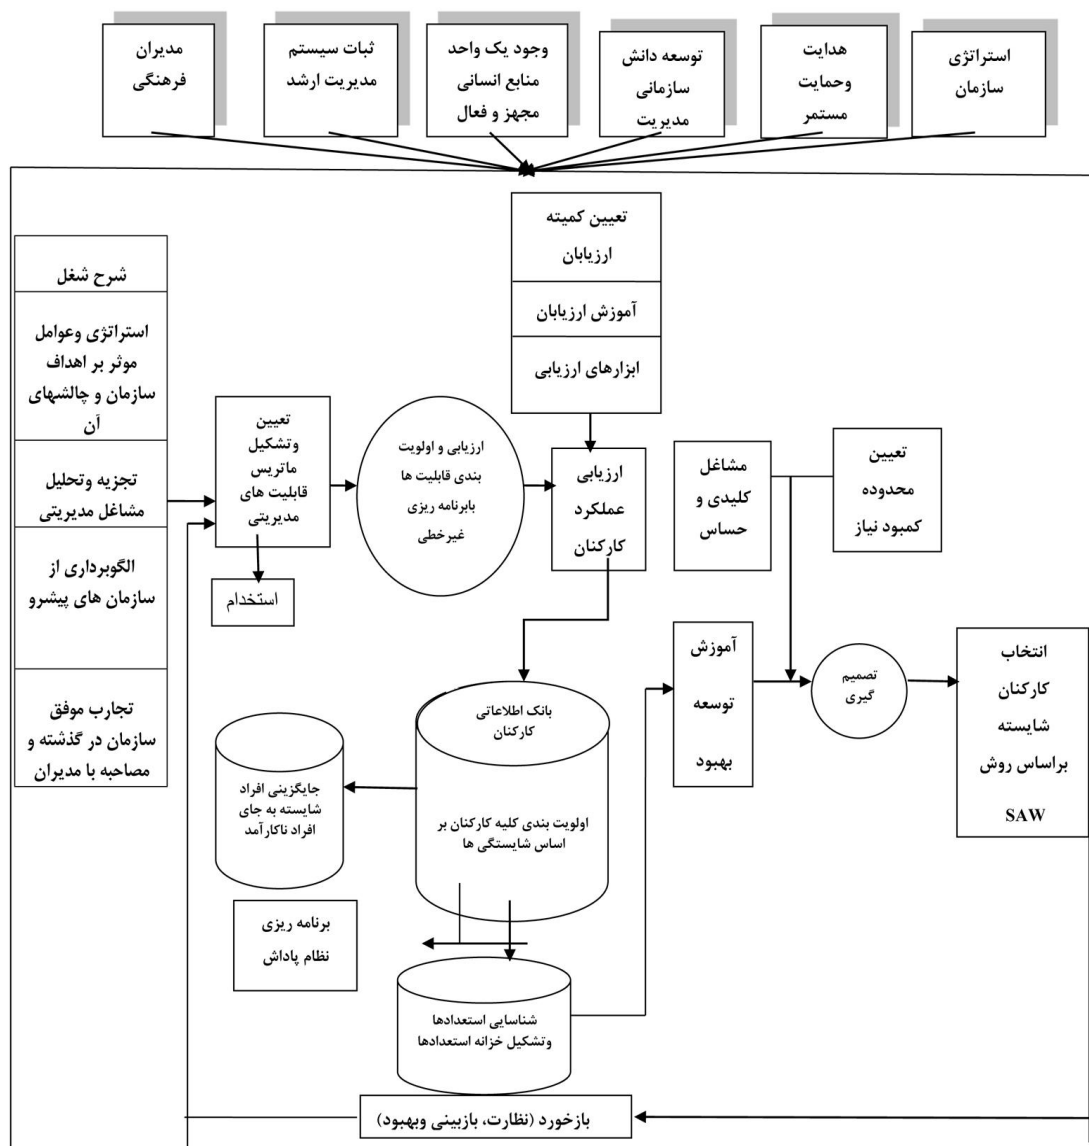 استراتژی
سازمان
هدایت
وحمایت
مستمر
توسعه دانش
سازمانی
مدیریت
وجود یک واحد
منابع انسانی
مجهز و فعال
ثبات سیستم
مدیریت ارشد
مدیران
فرهنگی
تعیین کمیته
ارزیابان
آموزش ارزیابان
ابزارهای ارزیابی
شرح شغل
استراتژی وعوامل
موثر بر اهداف
سازمان و چالشهای
آن
تجزیه وتحلیل
مشاغل مدیریتی
الگوبرداری از
سازمان های پیشرو
تجارب موفق
سازمان در گذشته و
مصاحبه با مدیران
تعیین
وتشکیل
ماتریس
قابلیت های
مدیریتی
استخدام
ارزیابی و اولویت
بندی قابلیت ها
بابرنامه ریزی
غیرخطی
ارزیابی
عملکرد
کارکنان
مشاغل
کلیدی و
حساس
تعیین
محدوده
کمبود نیاز
آموزش
توسعه
بهبود
تصمیم
گیری
انتخاب
کارکنان
شایسته
براساس روش
SAW
بانک اطلاعاتی
کارکنان
اولویت بندی کلیه کارکنان بر
اساس شایستگی ها
جایگزینی افراد
شایسته به جای
افراد ناکارآمد
برنامه ریزی
نظام پاداش
شناسایی استعدادها
وتشکیل خزانه استعدادها
بازخورد (نظارت، بازبینی وبهبود)